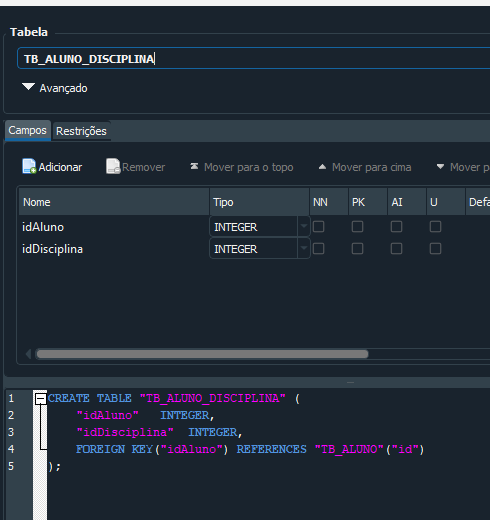 Tabela
TB_ALUNO_DISCIPLINA
Avançado
Campos Restrições
Adicionar Remover Mover para o topo Mover para cima Mover p
Nome Tipo NN PK AI U Defa
idAluno INTEGER
idDisciplina INTEGER
1 CREATE TABLE "TB_ALUNO_DISCIPLINA" (
2 "idAluno" INTEGER,
3 "idDisciplina" INTEGER,
4 FOREIGN KEY("idAluno") REFERENCES "TB_ALUNO"("id")
5 );